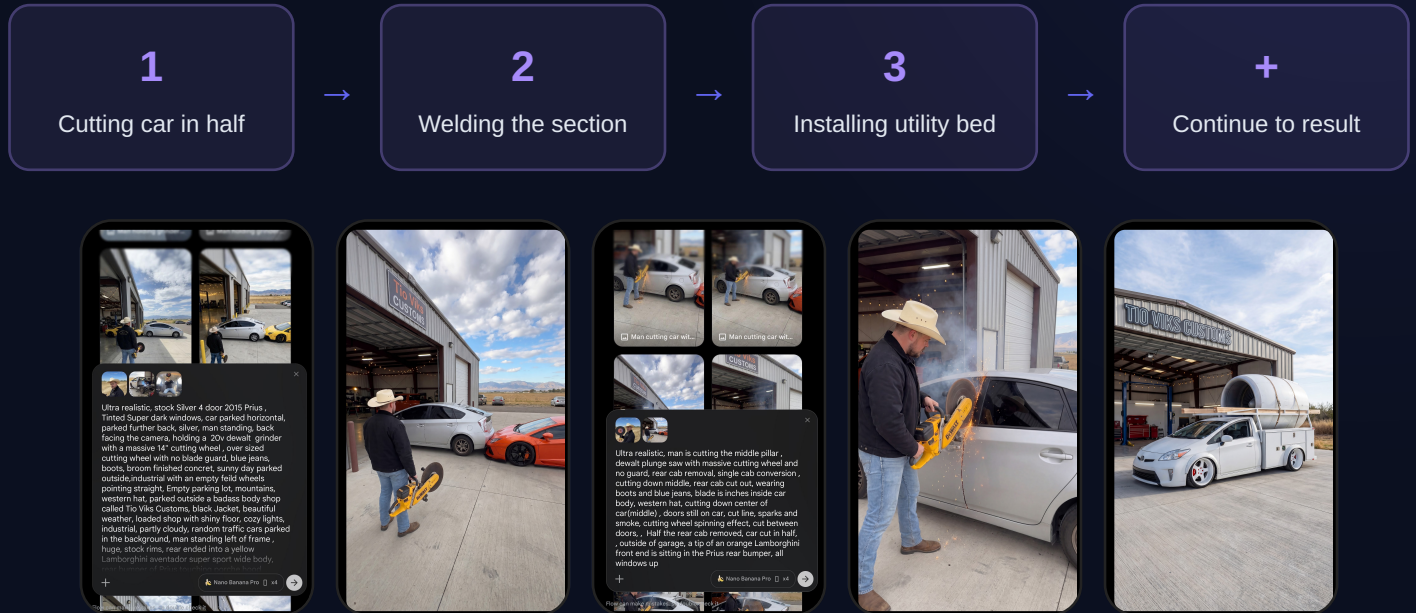 1
→
2
→
3
→
+
Cutting car in half
Welding the section
Installing utility bed
Continue to result
Ultra realistic, stock Silver 4 door 2015 Prius ,
Tinted Super dark windows, car parked horizontal,
parked further back, silver, man standing, back
facing the camera, holding a 20v dewalt grinder
with a massive 14" cutting wheel , over sized
cutting wheel with no blade guard, blue jeans,
boots, broom finished concret, sunny day parked
outside,industrial with an empty feild wheels
pointing straight, Empty parking lot, mountains,
western hat, parked outside a badass body shop
called Tio Viks Customs, black Jacket, beautiful
weather, loaded shop with shiny floor, cozy lights,
industrial, partly cloudy, random traffic cars parked
in the background, man standing left of frame ,
huge, stock rims, rear ended into a yellow
Lamborghini aventador super sport wide body,
Nano Banana Pro x4
Tio Viks
CUSTOMS
Man cutting car wit...
Man cutting car wit...
CUSTOMS
Ultra realistic, man is cutting the middle pillar ,
dewalt plunge saw with massive cutting wheel and
no guard, rear cab removal, single cab conversion ,
cutting down middle, rear cab cut out, wearing
boots and blue jeans, blade is inches inside car
body, western hat, cutting down center of
car(middle) , doors still on car, cut line, sparks and
smoke, cutting wheel spinning effect, cut between
doors, , Half the rear cab removed, car cut in half,
, outside of garage, a tip of an orange Lamborghini
front end is sitting in the Prius rear bumper, all
windows up
Nano Banana Pro x4
DEWALT
TIO VIKS CUSTOMS